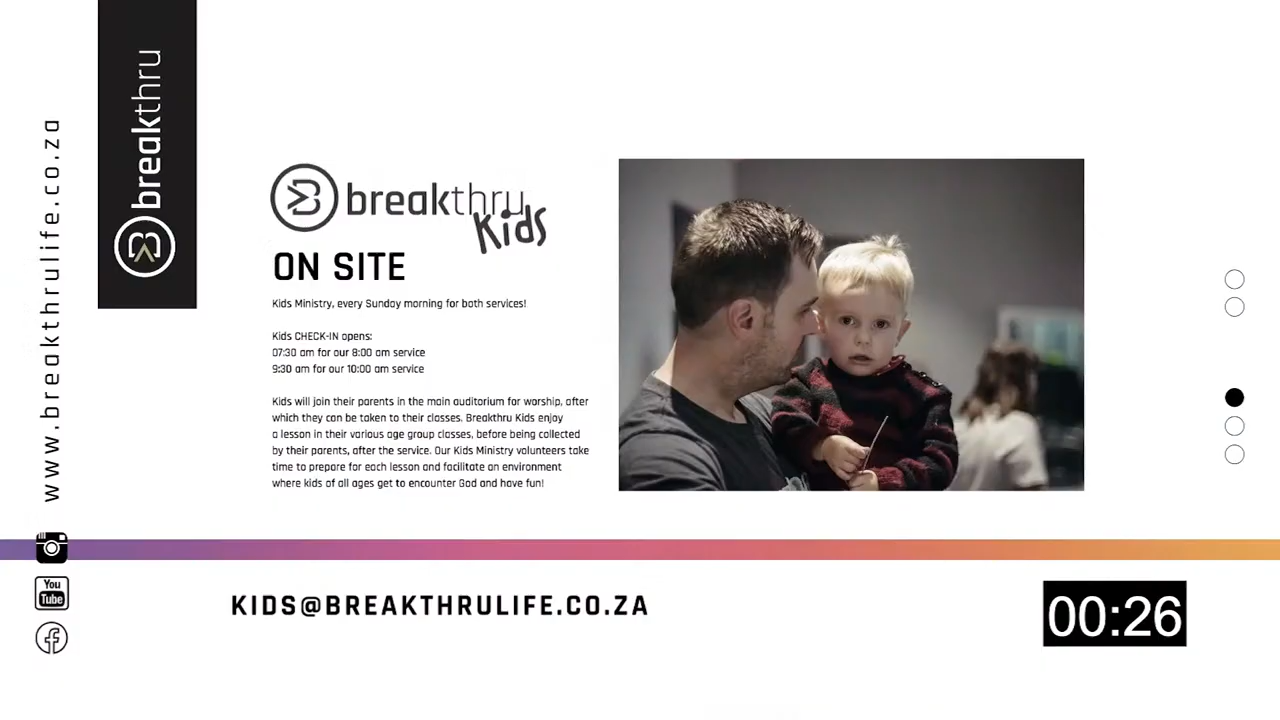 www.breakthrulife.co.za
breakthru
breakthru
Kids
ON SITE
Kids Ministry, every Sunday morning for both services!
Kids CHECK-IN opens:
07:30 am for our 8:00 am service
9:30 am for our 10:00 am service
Kids will join their parents in the main auditorium for worship, after
which they can be taken to their classes. Breakthru Kids enjoy
a lesson in their various age group classes, before being collected
by their parents, after the service. Our Kids Ministry volunteers take
time to prepare for each lesson and facilitate an environment
where kids of all ages get to encounter God and have fun!
You
Tube
KIDS@BREAKTHRULIFE.CO.ZA
00:26